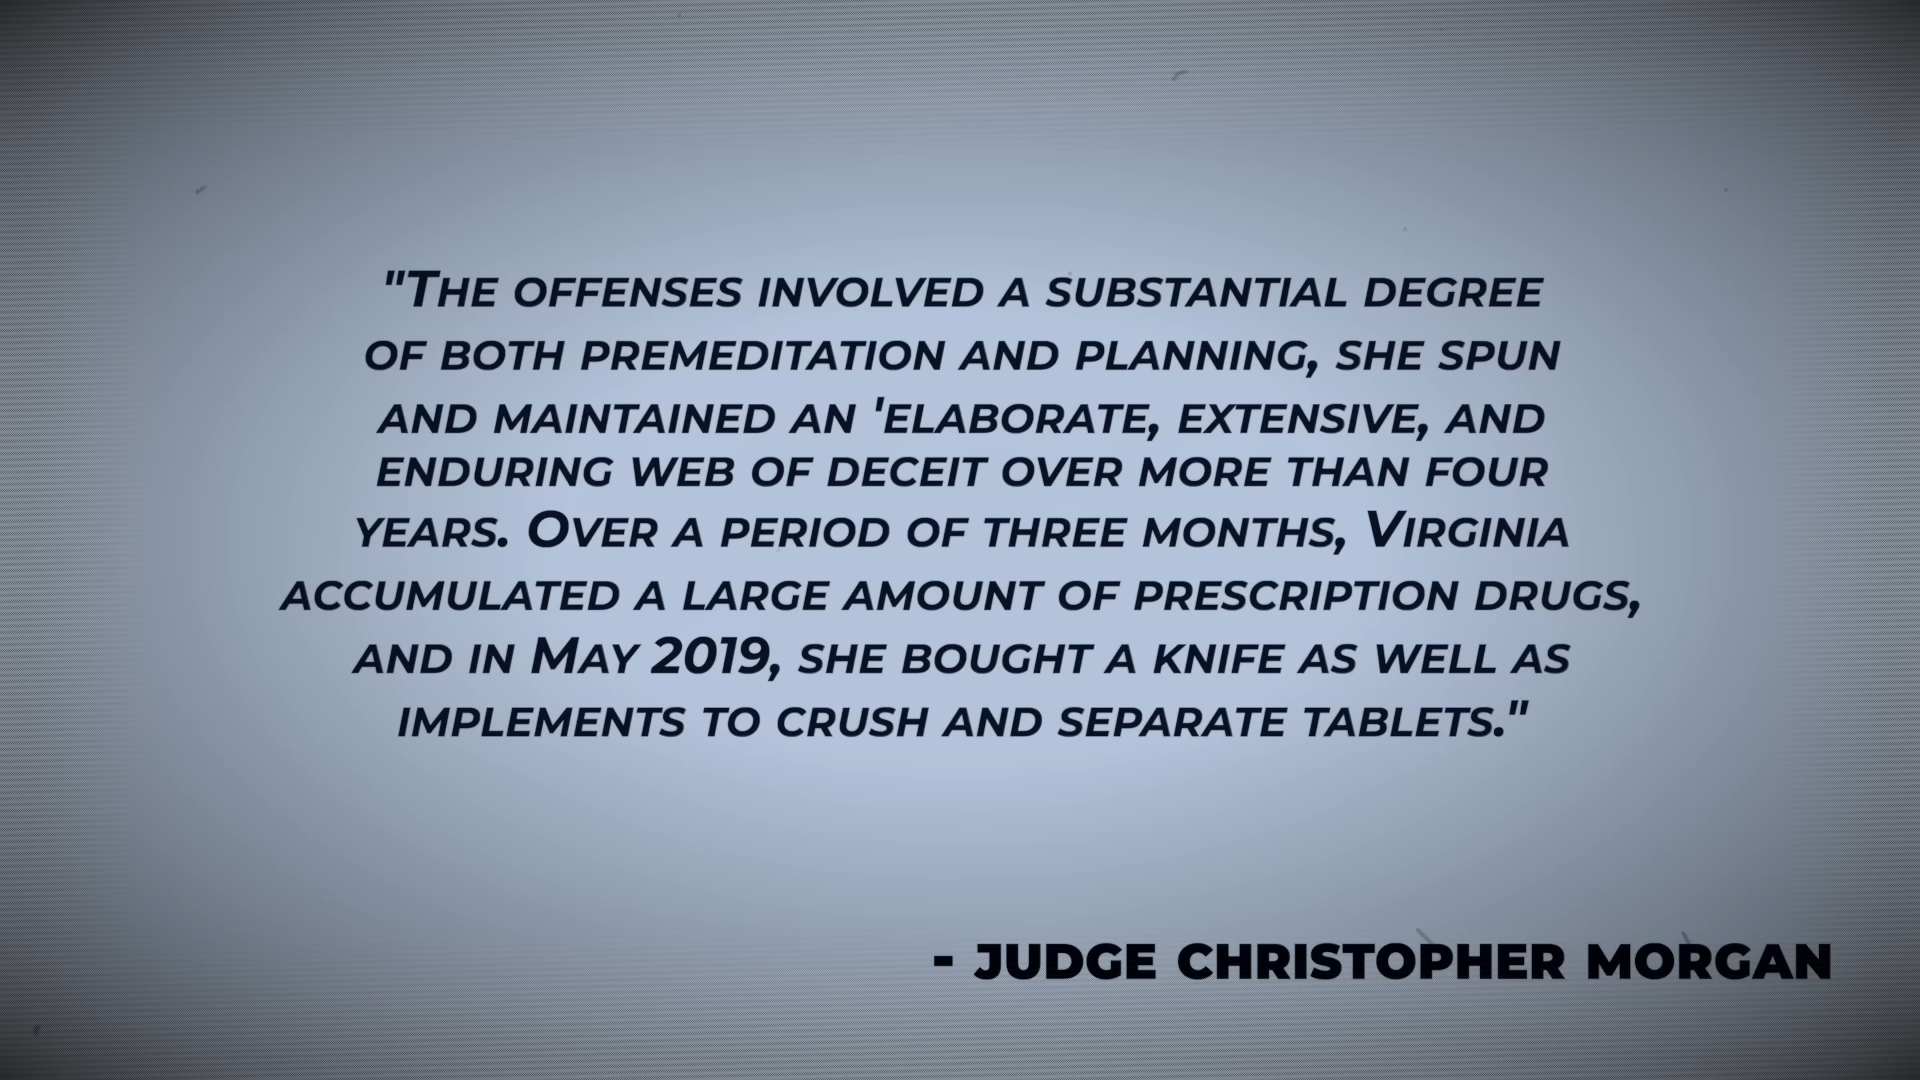 "The offenses involved a substantial degree
of both premeditation and planning, she spun
and maintained an 'elaborate, extensive, and
enduring web of deceit over more than four
years. Over a period of three months, Virginia
accumulated a large amount of prescription drugs,
and in May 2019, she bought a knife as well as
implements to crush and separate tablets."
- JUDGE CHRISTOPHER MORGAN